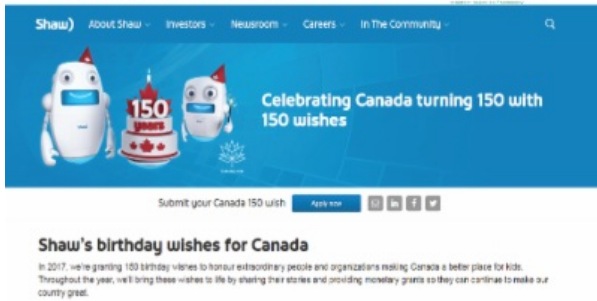 Shaw) About Shaw Investors Newsroom Careers In The Community
150
years
Celebrating Canada turning 150 with
150 wishes
Submit your Canada 150 wish Apply now
Shaw's birthday wishes for Canada
In 2017, we're granting 150 birthday wishes to honour extraordinary people and organizations making Canada a better place for kids.
Throughout the year, we'll bring these wishes to life by sharing their stories and providing monetary grants so they can continue to make our
country great.